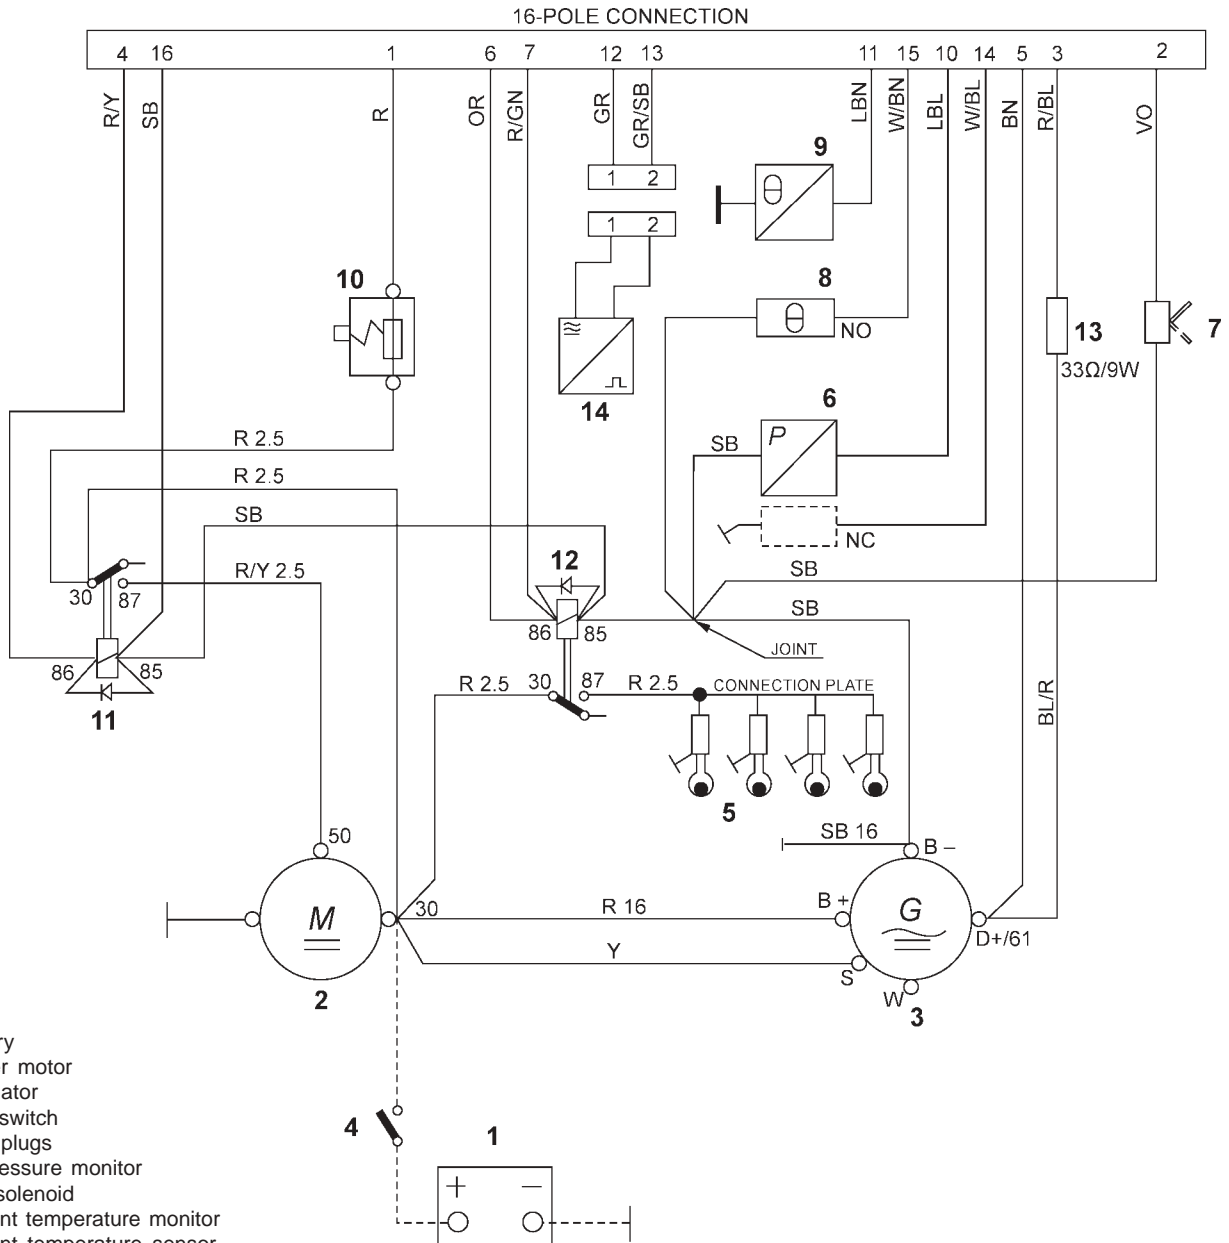 16-POLE CONNECTION
4 16 1 6 7 12 13 11 15 10 14 5 3 2
R/Y SB R OR R/GN GR GR/SB LBN W/BN LBL W/BL BN R/BL VO
9
1 2
1 2
10
8
NO
13
7
33Ω/9W
14
6
R 2.5
P
SB
R 2.5
SB
NC
12
R/Y 2.5
SB
30 87
SB
86 85
JOINT
86 85
11
R 2.5 30 87 R 2.5 CONNECTION PLATE
BL/R
5
50
SB 16
B –
M
30
R 16
B +
G
D+/61
Y
S
W
2
3
ry
r motor
ator
switch
plugs
essure monitor
solenoid
nt temperature monitor
nt temperature sensor
4
1
+ –